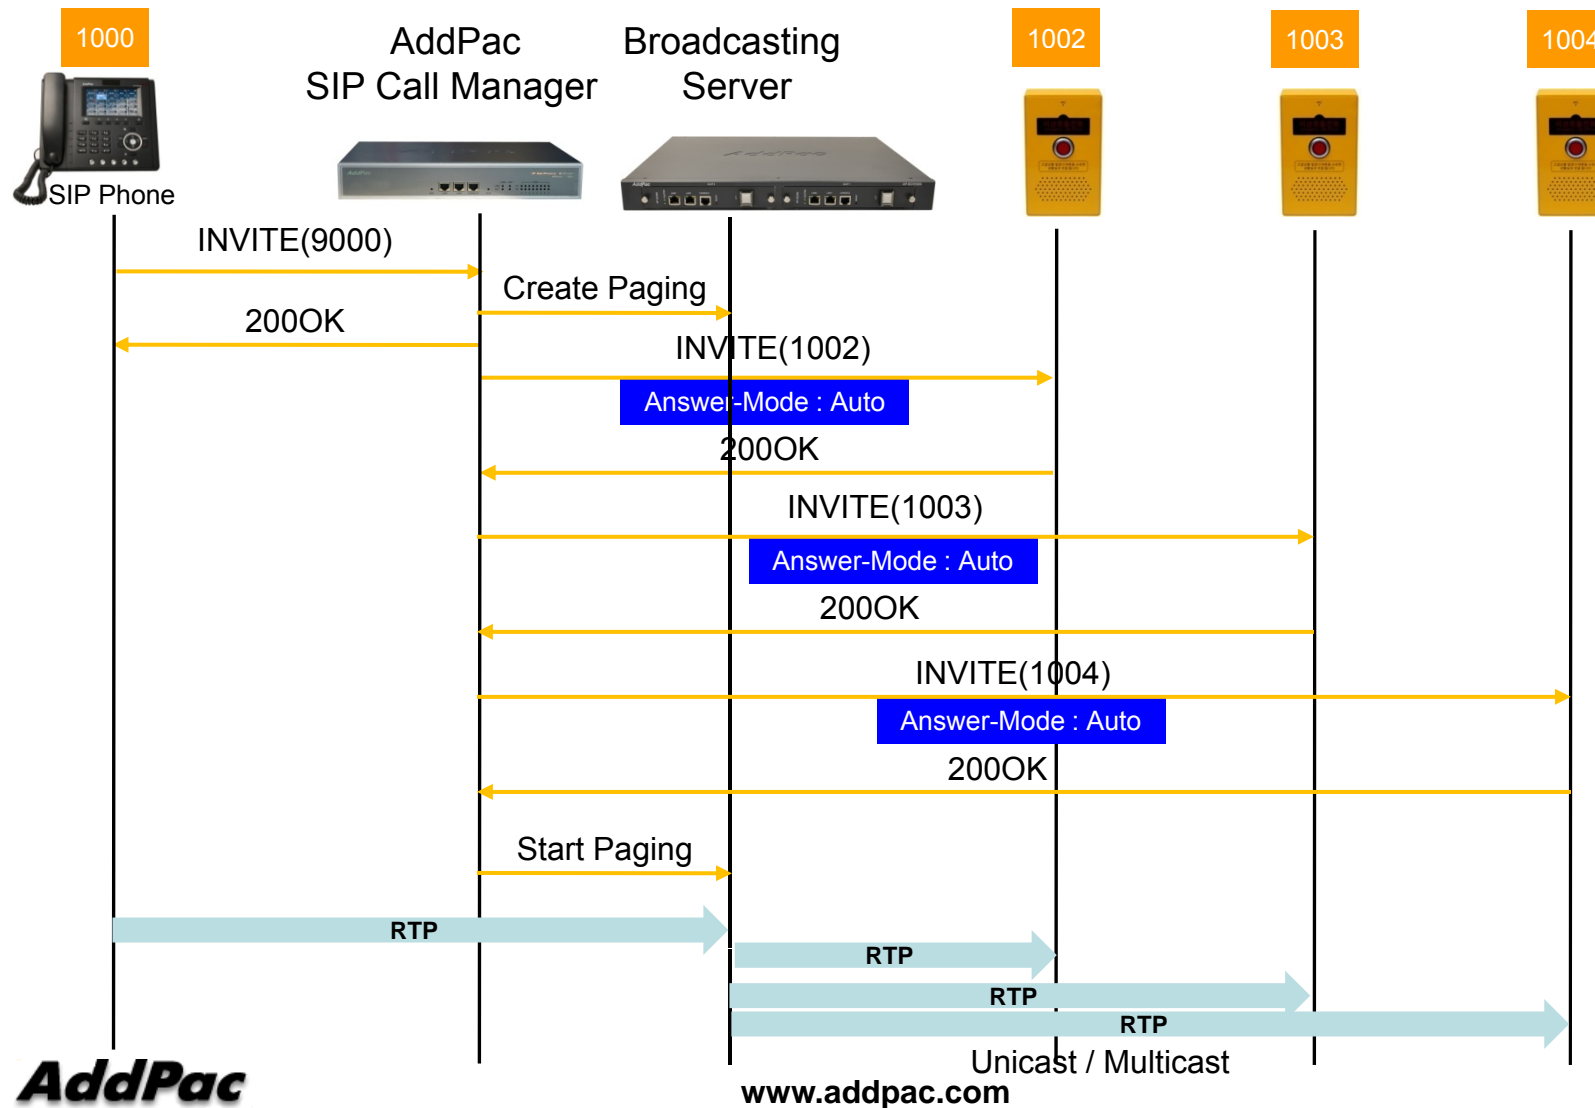 1000
AddPac
SIP Call Manager
Broadcasting
Server
1002
1003
1004
SIP Phone
INVITE(9000)
Create Paging
200OK
INVITE(1002)
Answer-Mode : Auto
200OK
INVITE(1003)
Answer-Mode : Auto
200OK
INVITE(1004)
Answer-Mode : Auto
200OK
Start Paging
RTP
RTP
RTP
RTP
Unicast / Multicast
AddPac
www.addpac.com